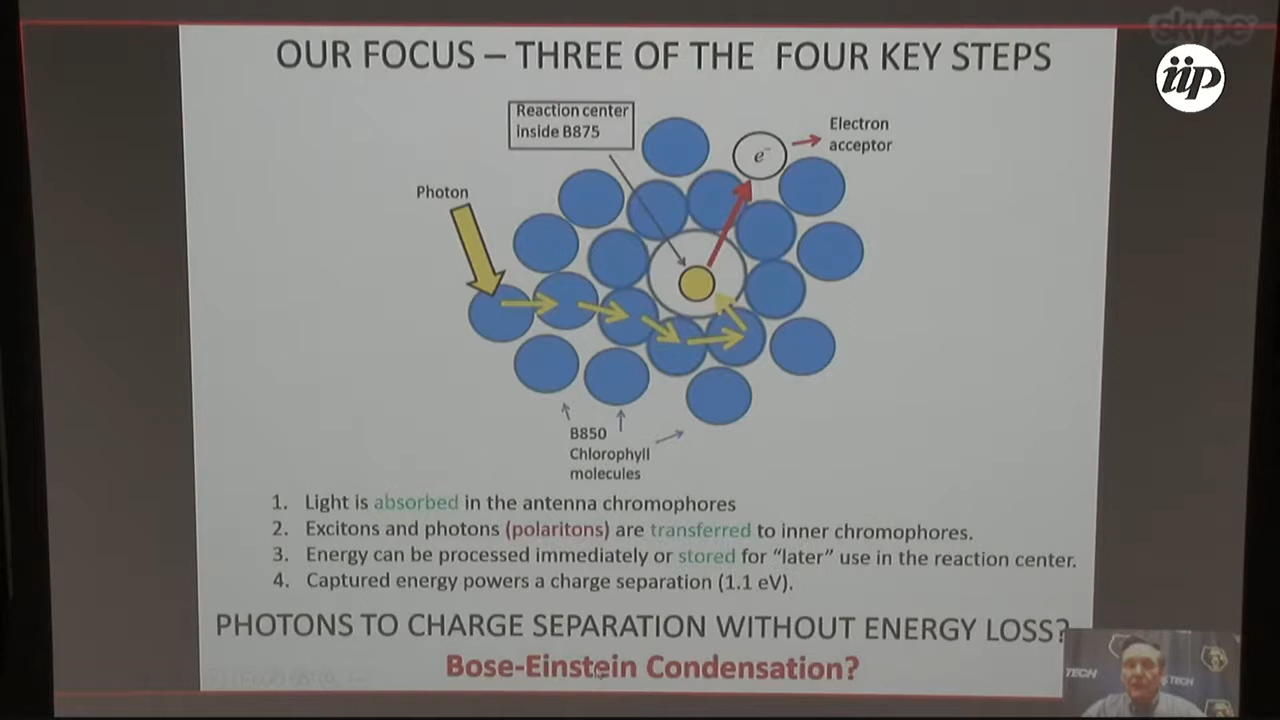 skype
iip
OUR FOCUS – THREE OF THE FOUR KEY STEPS
Reaction center
inside B875
e⁻
Electron
acceptor
Photon
B850
Chlorophyll
molecules
1. Light is absorbed in the antenna chromophores
2. Excitons and photons (polaritons) are transferred to inner chromophores.
3. Energy can be processed immediately or stored for “later” use in the reaction center.
4. Captured energy powers a charge separation (1.1 eV).
PHOTONS TO CHARGE SEPARATION WITHOUT ENERGY LOSS?
Bose-Einstein Condensation?
TECH
TECH